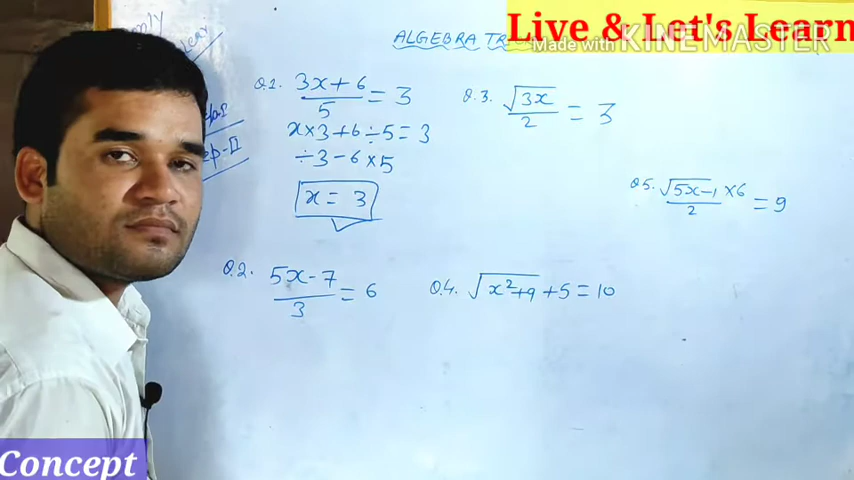 Live & Let's Learn
Made with KINEMASTER
ALGEBRA
Q.1. 3x+6/5 = 3
x×3+6÷5=3
÷3-6×5
x = 3
Q.2. 5x-7/3 = 6
Q.3. √3x/2 = 3
Q.4. √x²+9 +5=10
Q5. √5x-1 ×6/2 = 9
Concept